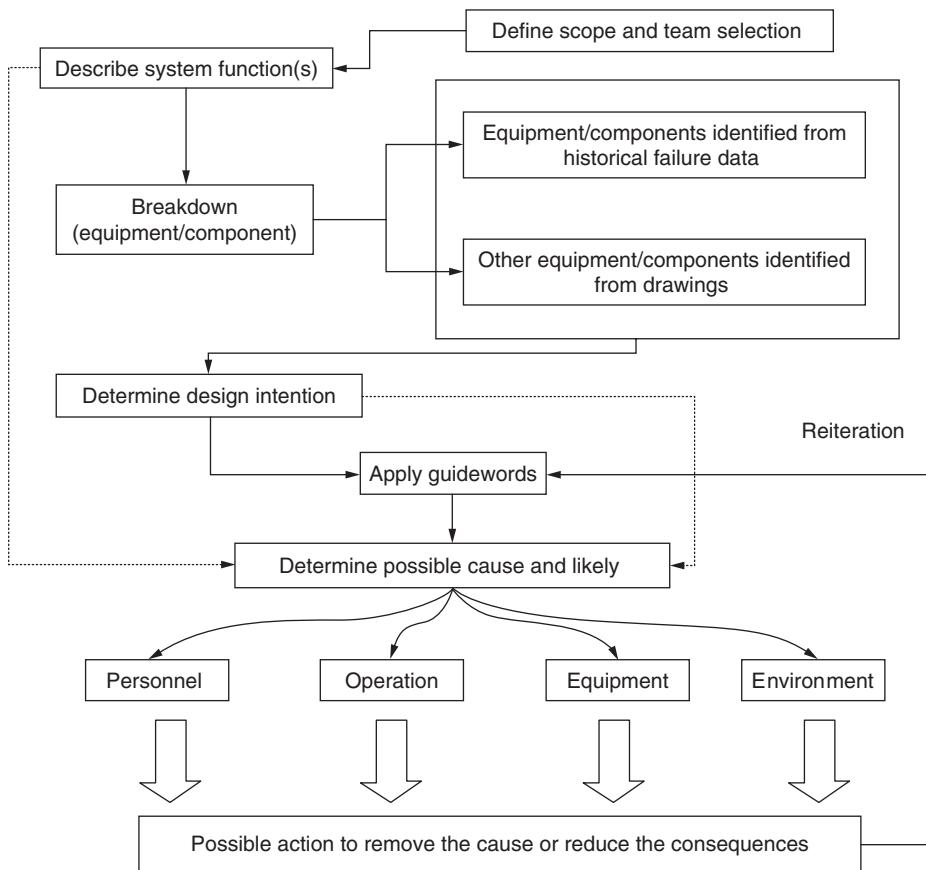 Define scope and team selection
Describe system function(s)
Equipment/components identified from
historical failure data
Breakdown
(equipment/component)
Other equipment/components identified
from drawings
Determine design intention
Reiteration
Apply guidewords
Determine possible cause and likely
Personnel
Operation
Equipment
Environment
Possible action to remove the cause or reduce the consequences